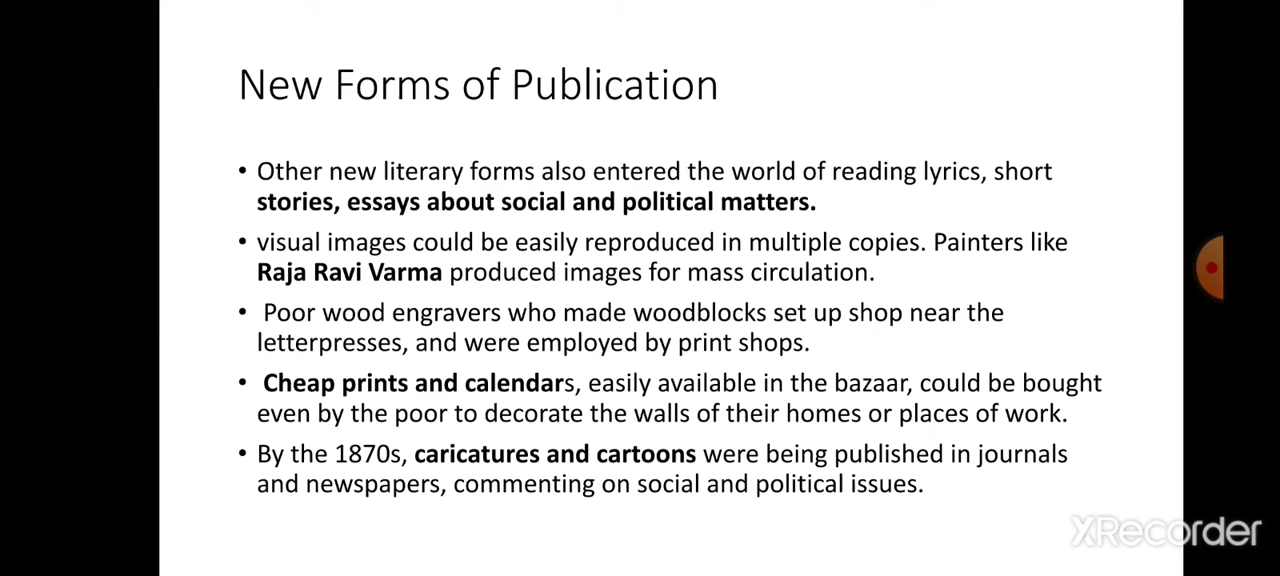 New Forms of Publication
• Other new literary forms also entered the world of reading lyrics, short
stories, essays about social and political matters.
• visual images could be easily reproduced in multiple copies. Painters like
Raja Ravi Varma produced images for mass circulation.
• Poor wood engravers who made woodblocks set up shop near the
letterpresses, and were employed by print shops.
• Cheap prints and calendars, easily available in the bazaar, could be bought
even by the poor to decorate the walls of their homes or places of work.
• By the 1870s, caricatures and cartoons were being published in journals
and newspapers, commenting on social and political issues.
XRecorder